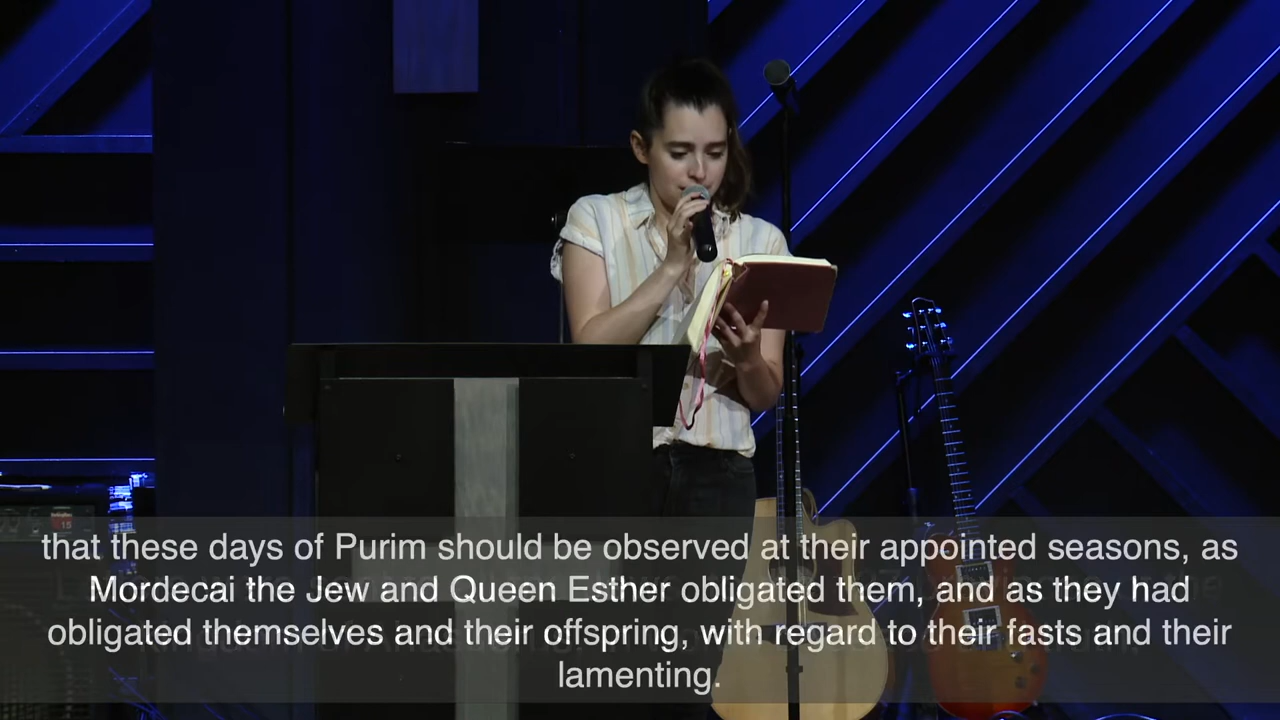 15
that these days of Purim should be observed at their appointed seasons, as
Mordecai the Jew and Queen Esther obligated them, and as they had
obligated themselves and their offspring, with regard to their fasts and their
lamenting.